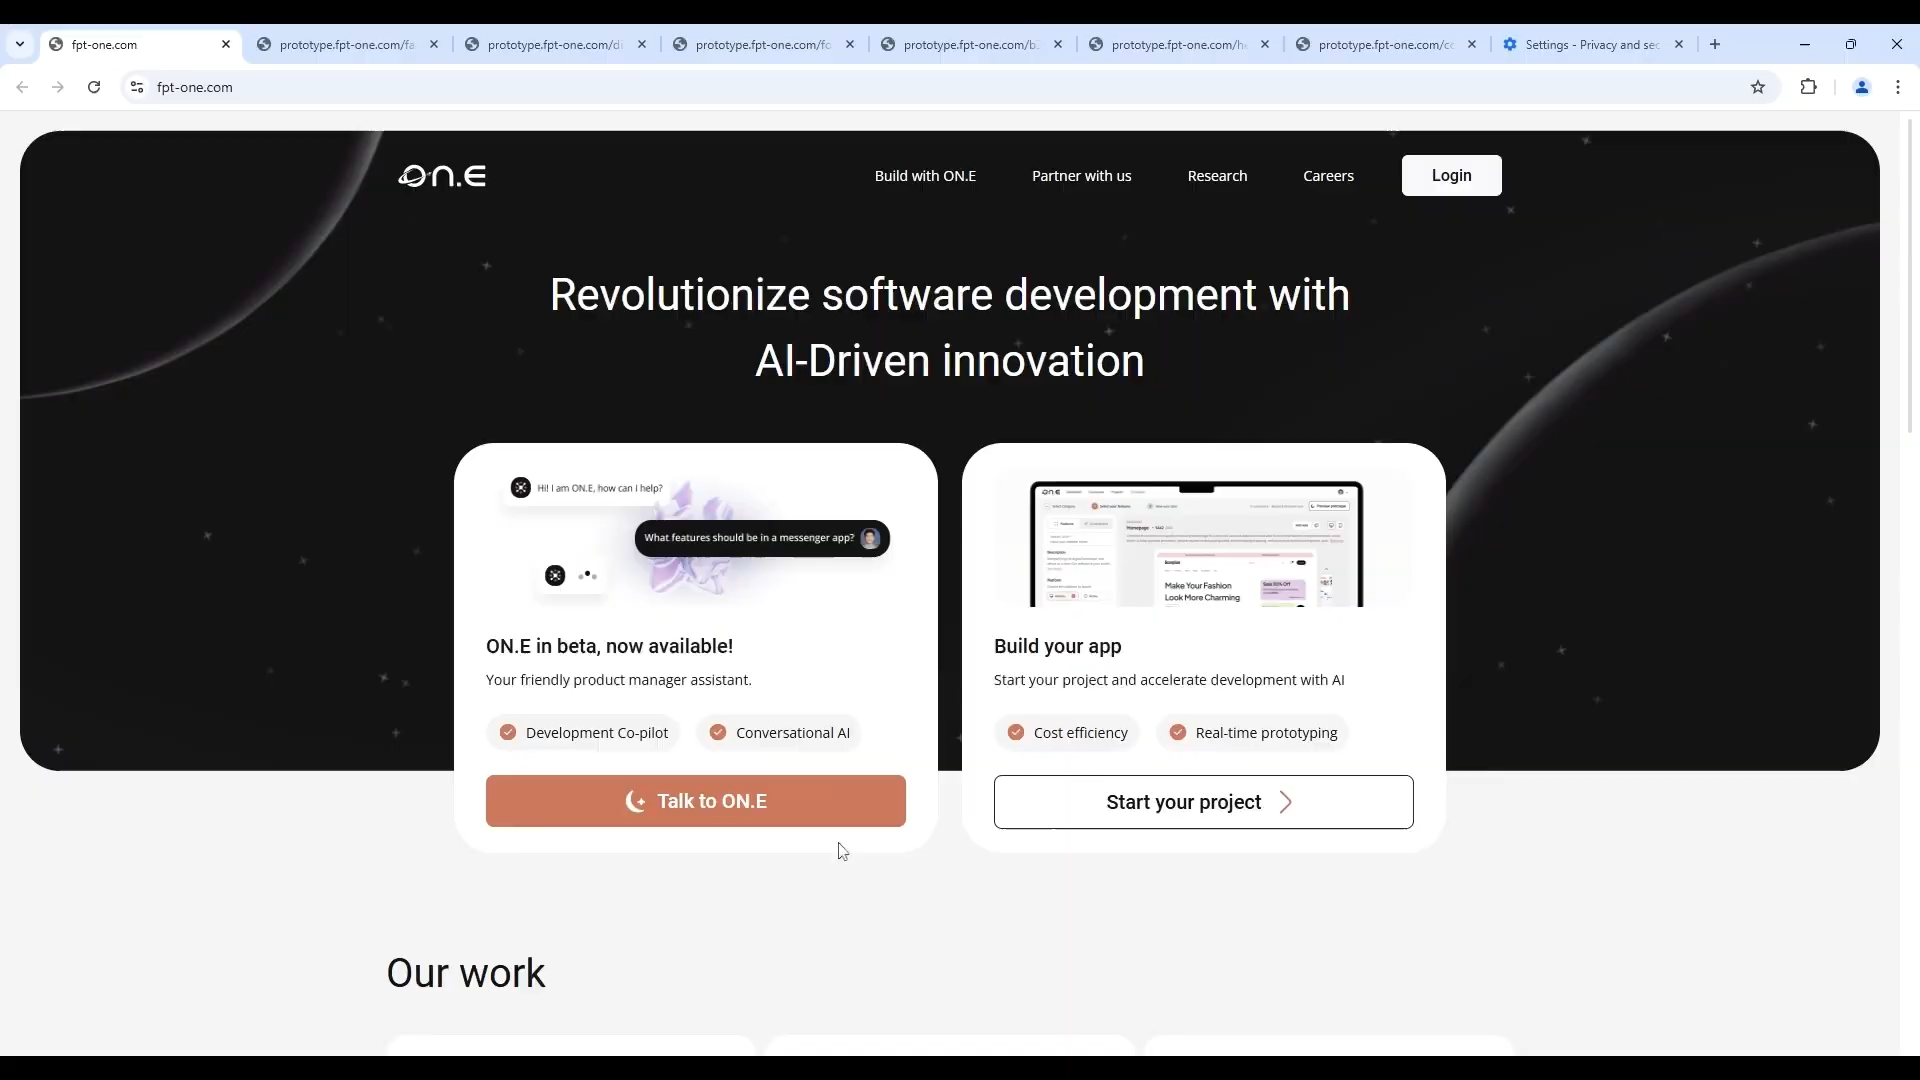 fpt-one.com
prototype.fpt-one.com/fa
prototype.fpt-one.com/di
prototype.fpt-one.com/fo
prototype.fpt-one.com/b
prototype.fpt-one.com/he
prototype.fpt-one.com/cc
Settings - Privacy and sec
fpt-one.com
ON.E
Build with ON.E
Partner with us
Research
Careers
Login
Revolutionize software development with
AI-Driven innovation
Hi! I am ON.E, how can I help?
What features should be in a messenger app?
Make Your Fashion
Look More Charming
ON.E in beta, now available!
Your friendly product manager assistant.
Development Co-pilot
Conversational AI
Talk to ON.E
Build your app
Start your project and accelerate development with AI
Cost efficiency
Real-time prototyping
Start your project
Our work